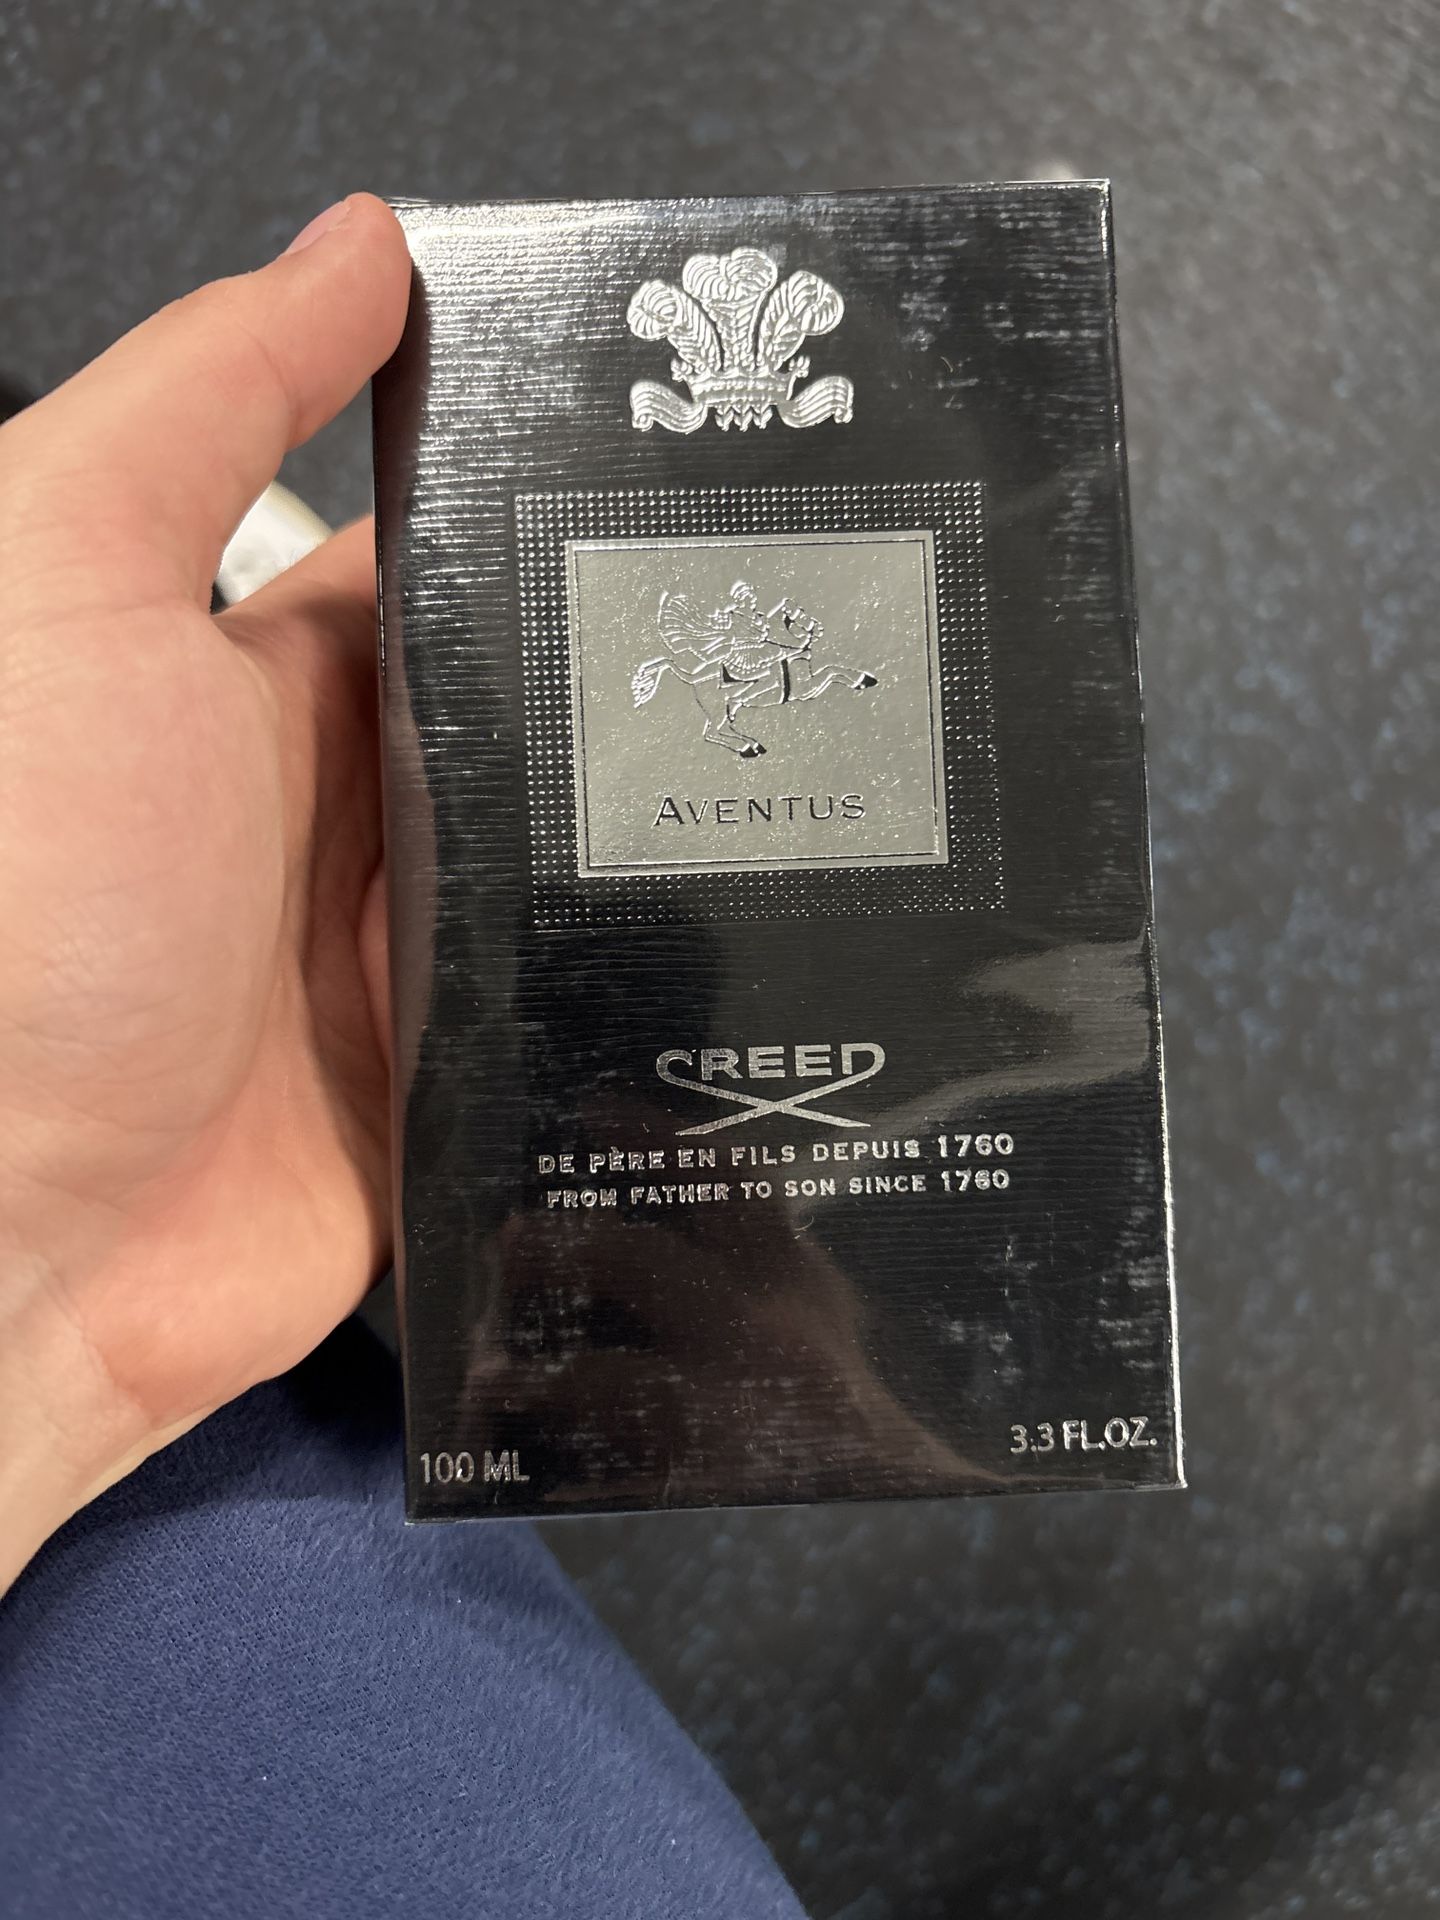 AVENTUS
CREED
DE PÈRE EN FILS DEPUIS 1760
FROM FATHER TO SON SINCE 1760
100 ML
3.3 FL.OZ.